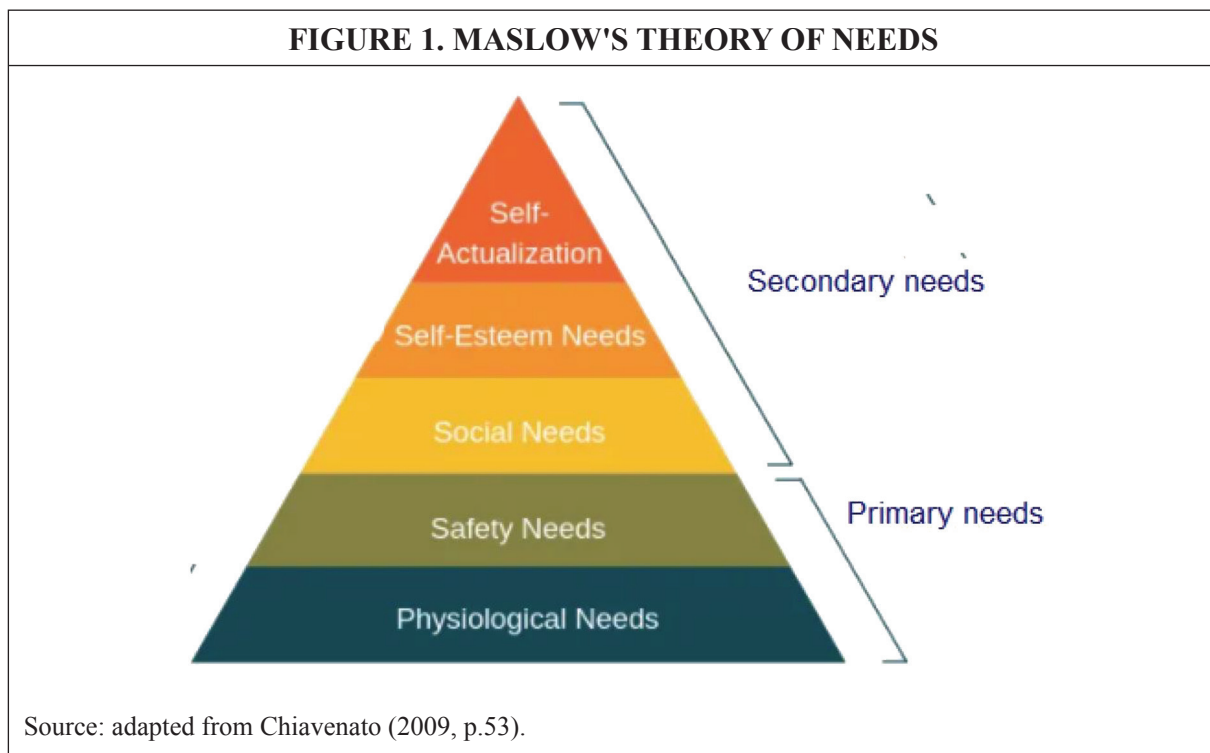 FIGURE 1. MASLOW'S THEORY OF NEEDS
Self-
Actualization
Secondary needs
Self-Esteem Needs
Social Needs
Primary needs
Safety Needs
Physiological Needs
Source: adapted from Chiavenato (2009, p.53).